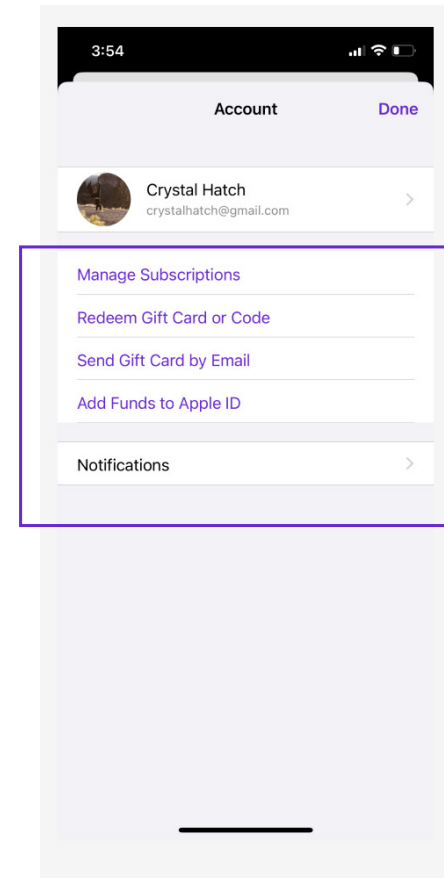 3:54
Account Done
Crystal Hatch
crystalhatch@gmail.com
Manage Subscriptions
Redeem Gift Card or Code
Send Gift Card by Email
Add Funds to Apple ID
Notifications